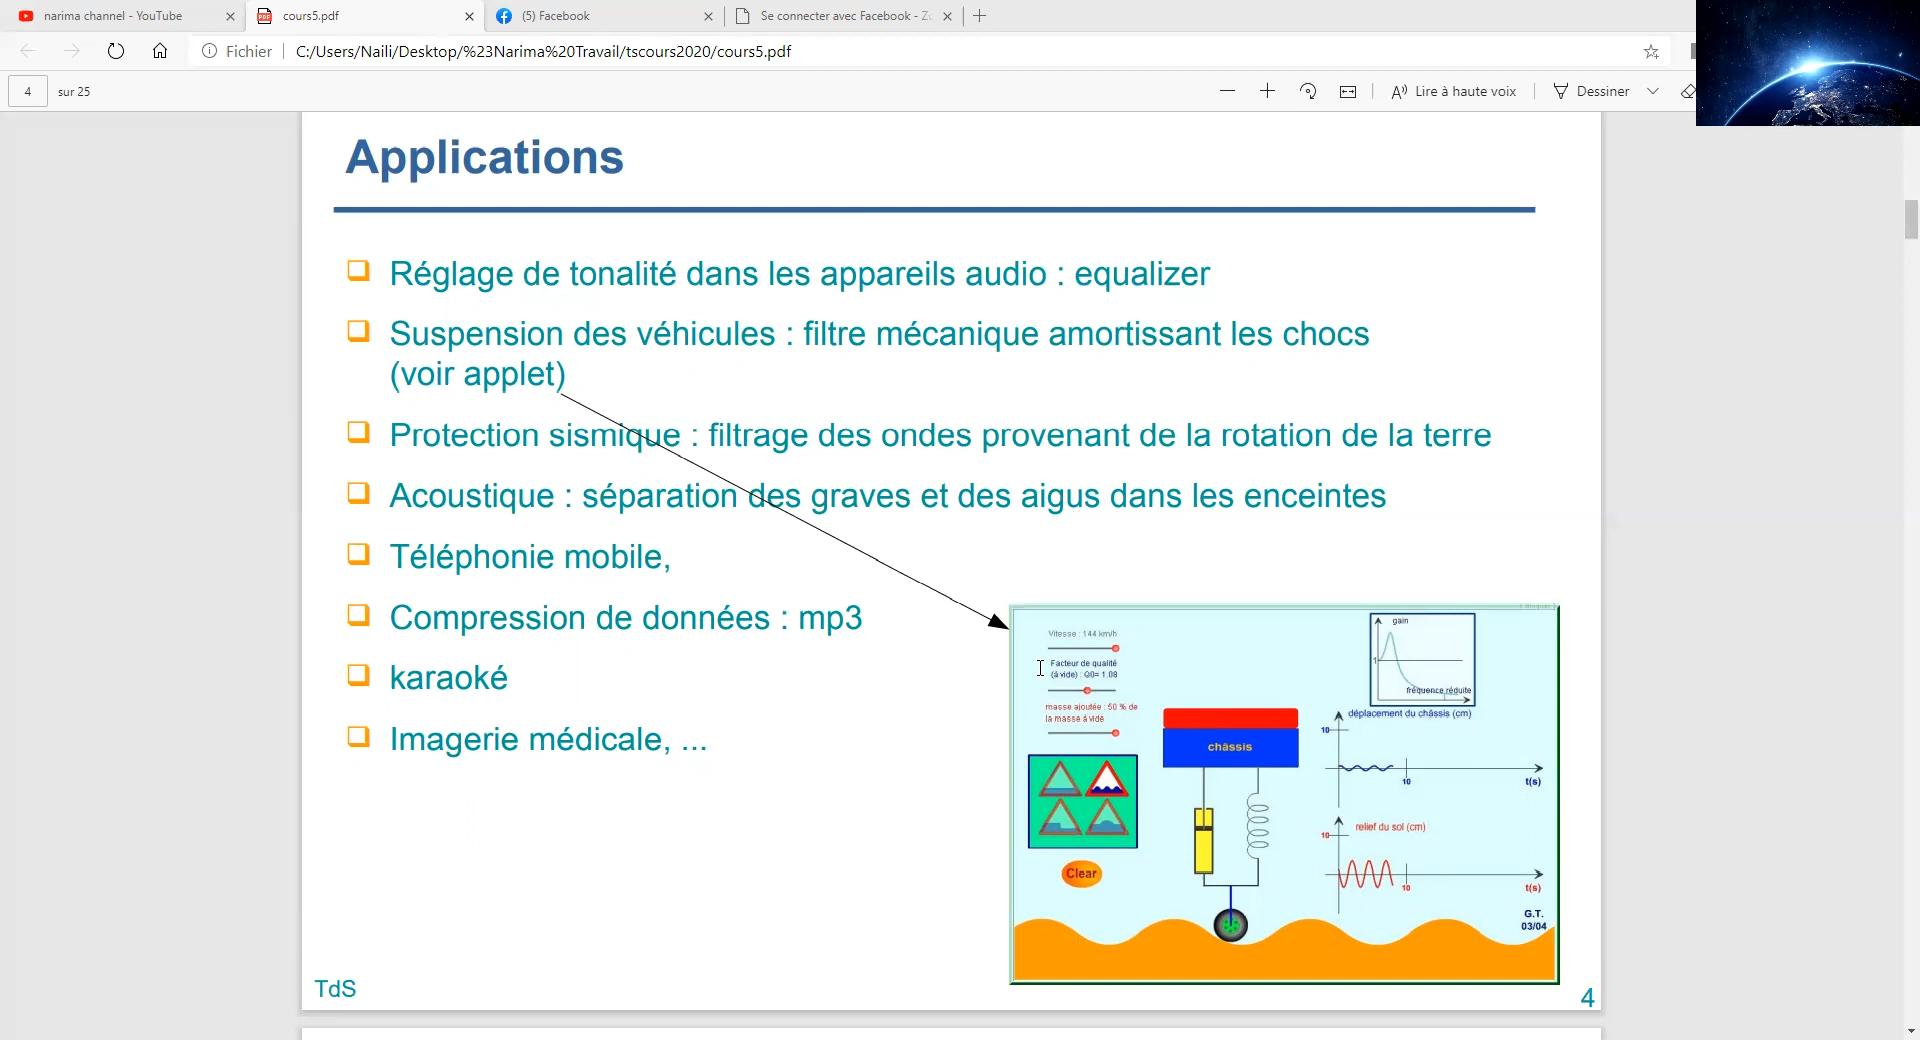 narima channel - YouTube
cours5.pdf
(5) Facebook
Se connecter avec Facebook - Zo
Fichier
C:/Users/Naili/Desktop/%23Narima%20Travail/tscours2020/cours5.pdf
4
sur 25
Lire à haute voix
Dessiner
Applications
Réglage de tonalité dans les appareils audio : equalizer
Suspension des véhicules : filtre mécanique amortissant les chocs
(voir applet)
Protection sismique : filtrage des ondes provenant de la rotation de la terre
Acoustique : séparation des graves et des aigus dans les enceintes
Téléphonie mobile,
Compression de données : mp3
karaoké
Imagerie médicale, ...
Vitesse : 144 km/h
Facteur de qualité
(à vide) : Q0= 1.08
masse ajoutée : 50 % de
la masse à vide
Clear
châssis
gain
1
fréquence réduite
déplacement du châssis (cm)
10
10
t(s)
relief du sol (cm)
10
10
t(s)
G.T.
03/04
TdS
4